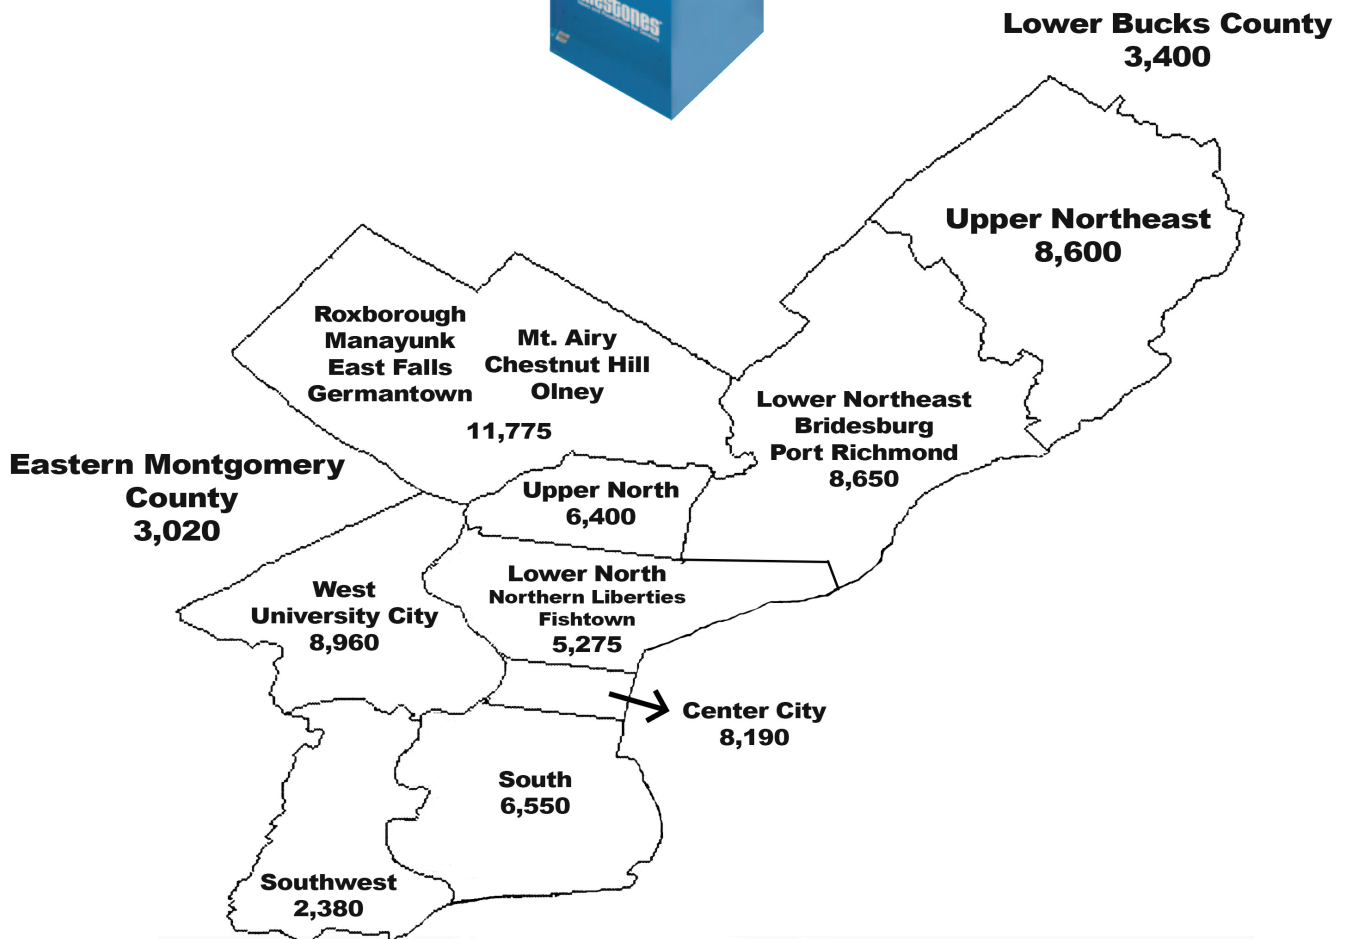 Lower Bucks County
3,400
Upper Northeast
8,600
Roxborough
Manayunk
East Falls
Germantown
Mt. Airy
Chestnut Hill
Olney
11,775
Lower Northeast
Bridesburg
Port Richmond
8,650
Eastern Montgomery
County
3,020
Upper North
6,400
Lower North
Northern Liberties
Fishtown
5,275
West
University City
8,960
Center City
8,190
South
6,550
Southwest
2,380